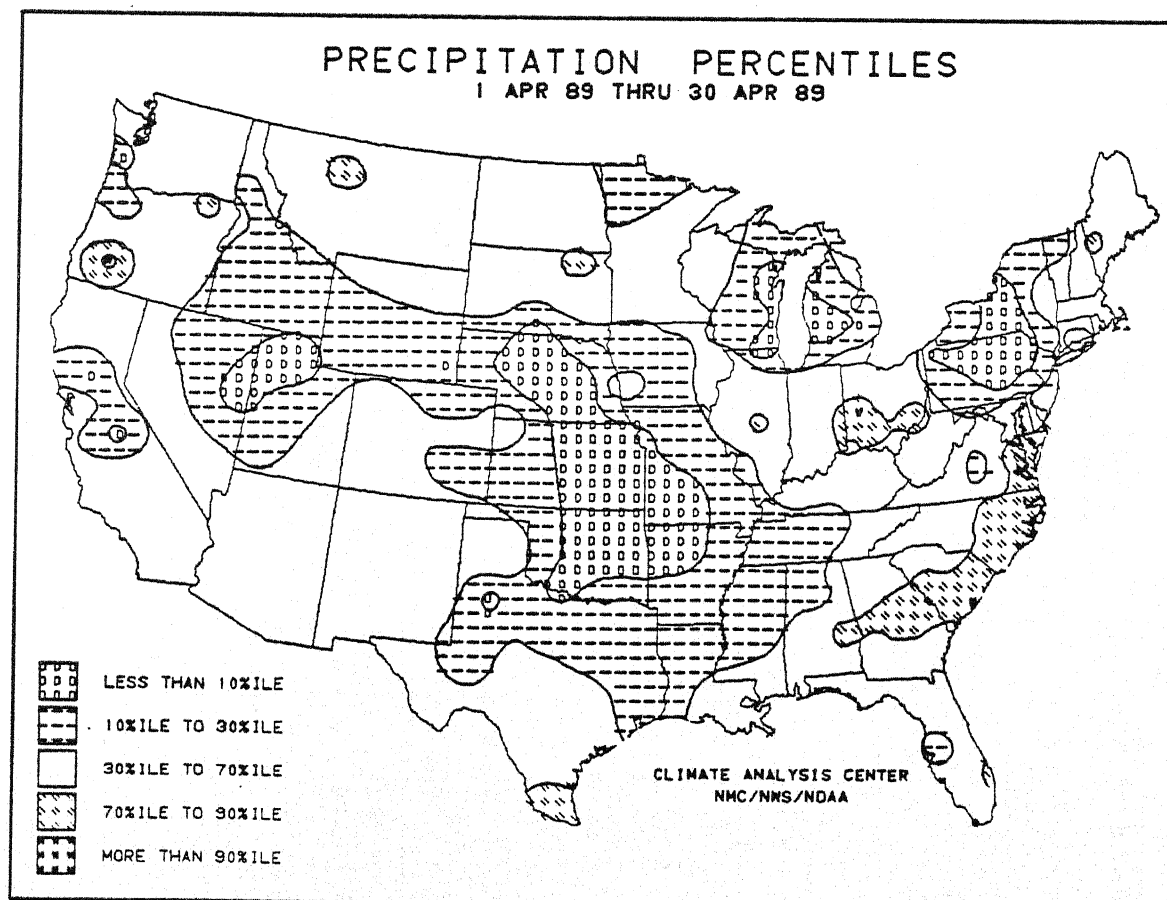 PRECIPITATION PERCENTILES
1 APR 89 THRU 30 APR 89
LESS THAN 10%ILE
10%ILE TO 30%ILE
30%ILE TO 70%ILE
70%ILE TO 90%ILE
MORE THAN 90%ILE
CLIMATE ANALYSIS CENTER
NMC/NWS/NOAA